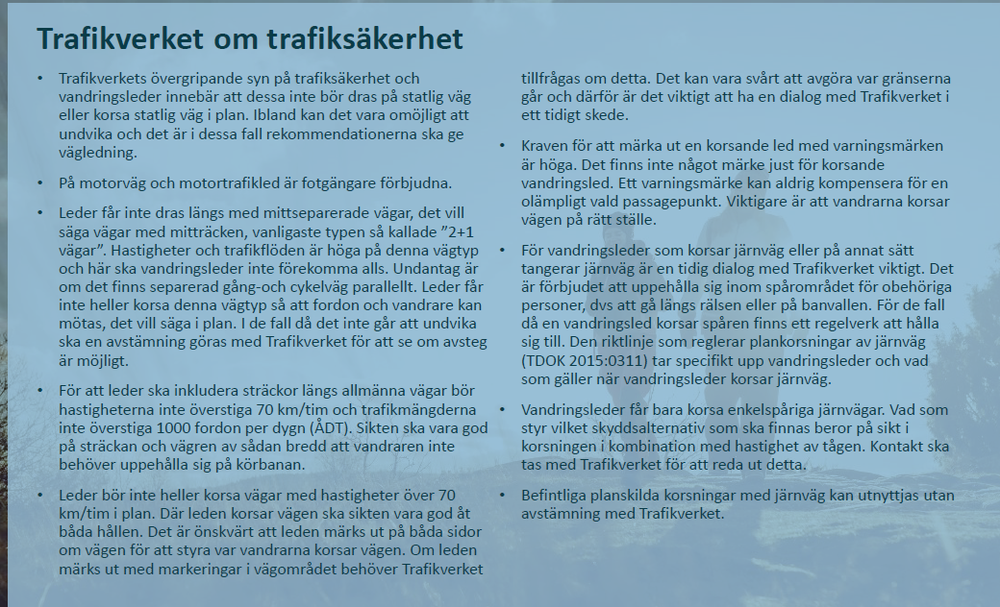 Trafikverket om trafiksäkerhet
• Trafikverkets övergripande syn på trafiksäkerhet och
vandringsleder innebär att dessa inte bör dras på statlig väg
eller korsa statlig väg i plan. Ibland kan det vara omöjligt att
undvika och det är i dessa fall rekommendationerna ska ge
vägledning.
• På motorväg och motortrafikled är fotgängare förbjudna.
• Leder får inte dras längs med mittseparerade vägar, det vill
säga vägar med mitträcken, vanligaste typen så kallade ”2+1
vägar”. Hastigheter och trafikflöden är höga på denna vägtyp
och här ska vandringsleder inte förekomma alls. Undantag är
om det finns separerad gång-och cykelväg parallellt. Leder får
inte heller korsa denna vägtyp så att fordon och vandrare kan
mötas, det vill säga i plan. I de fall då det inte går att undvika
ska en avstämning göras med Trafikverket för att se om avsteg
är möjligt.
• För att leder ska inkludera sträckor längs allmänna vägar bör
hastigheterna inte överstiga 70 km/tim och trafikmängderna
inte överstiga 1000 fordon per dygn (ÅDT). Sikten ska vara god
på sträckan och vägren av sådan bredd att vandraren inte
behöver uppehålla sig på körbanan.
• Leder bör inte heller korsa vägar med hastigheter över 70
km/tim i plan. Där leden korsar vägen ska sikten vara god åt
båda hållen. Det är önskvärt att leden märks ut på båda sidor
om vägen för att styra var vandrarna korsar vägen. Om leden
märks ut med markeringar i vägområdet behöver Trafikverket
tillfrågas om detta. Det kan vara svårt att avgöra var gränserna
går och därför är det viktigt att ha en dialog med Trafikverket i
ett tidigt skede.
• Kraven för att märka ut en korsande led med varningsmärken
är höga. Det finns inte något märke just för korsande
vandringsled. Ett varningsmärke kan aldrig kompensera för en
olämpligt vald passagepunkt. Viktigare är att vandrarna korsar
vägen på rätt ställe.
• För vandringsleder som korsar järnväg eller på annat sätt
tangerar järnväg är en tidig dialog med Trafikverket viktigt. Det
är förbjudet att uppehålla sig inom spårområdet för obehöriga
personer, dvs att gå längs rälsen eller på banvallen. För de fall
då en vandringsled korsar spåren finns ett regelverk att hålla
sig till. Den riktlinje som reglerar plankorsningar av järnväg
(TDOK 2015:0311) tar specifikt upp vandringsleder och vad
som gäller när vandringsleder korsar järnväg.
• Vandringsleder får bara korsa enkelspåriga järnvägar. Vad som
styr vilket skyddsalternativ som ska finnas beror på sikt i
korsningen i kombination med hastighet av tågen. Kontakt ska
tas med Trafikverket för att reda ut detta.
• Befintliga planskilda korsningar med järnväg kan utnyttjas utan
avstämning med Trafikverket.